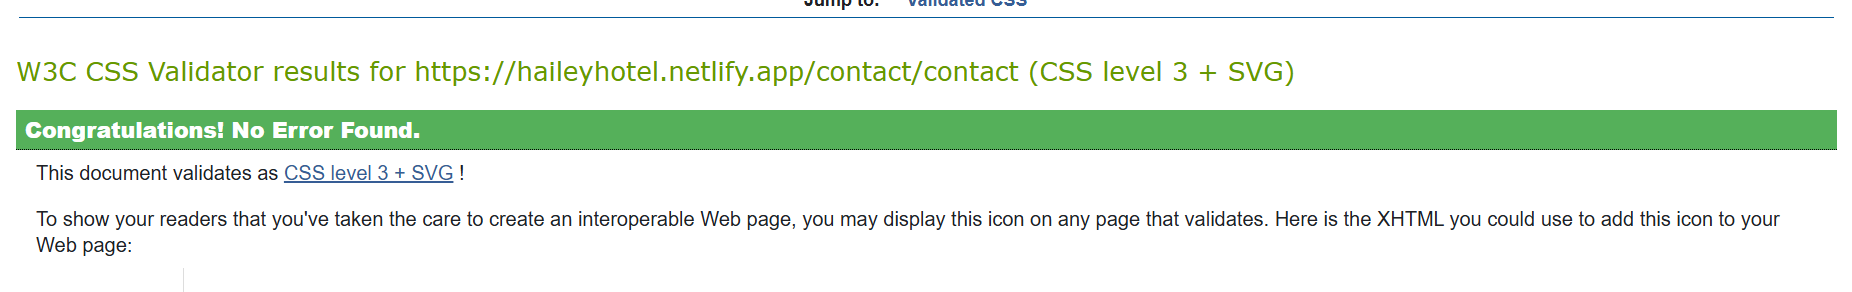 Jump to: Validated CSS
W3C CSS Validator results for https://haileyhotel.netlify.app/contact/contact (CSS level 3 + SVG)
Congratulations! No Error Found.
This document validates as CSS level 3 + SVG !
To show your readers that you've taken the care to create an interoperable Web page, you may display this icon on any page that validates. Here is the XHTML you could use to add this icon to your
Web page: